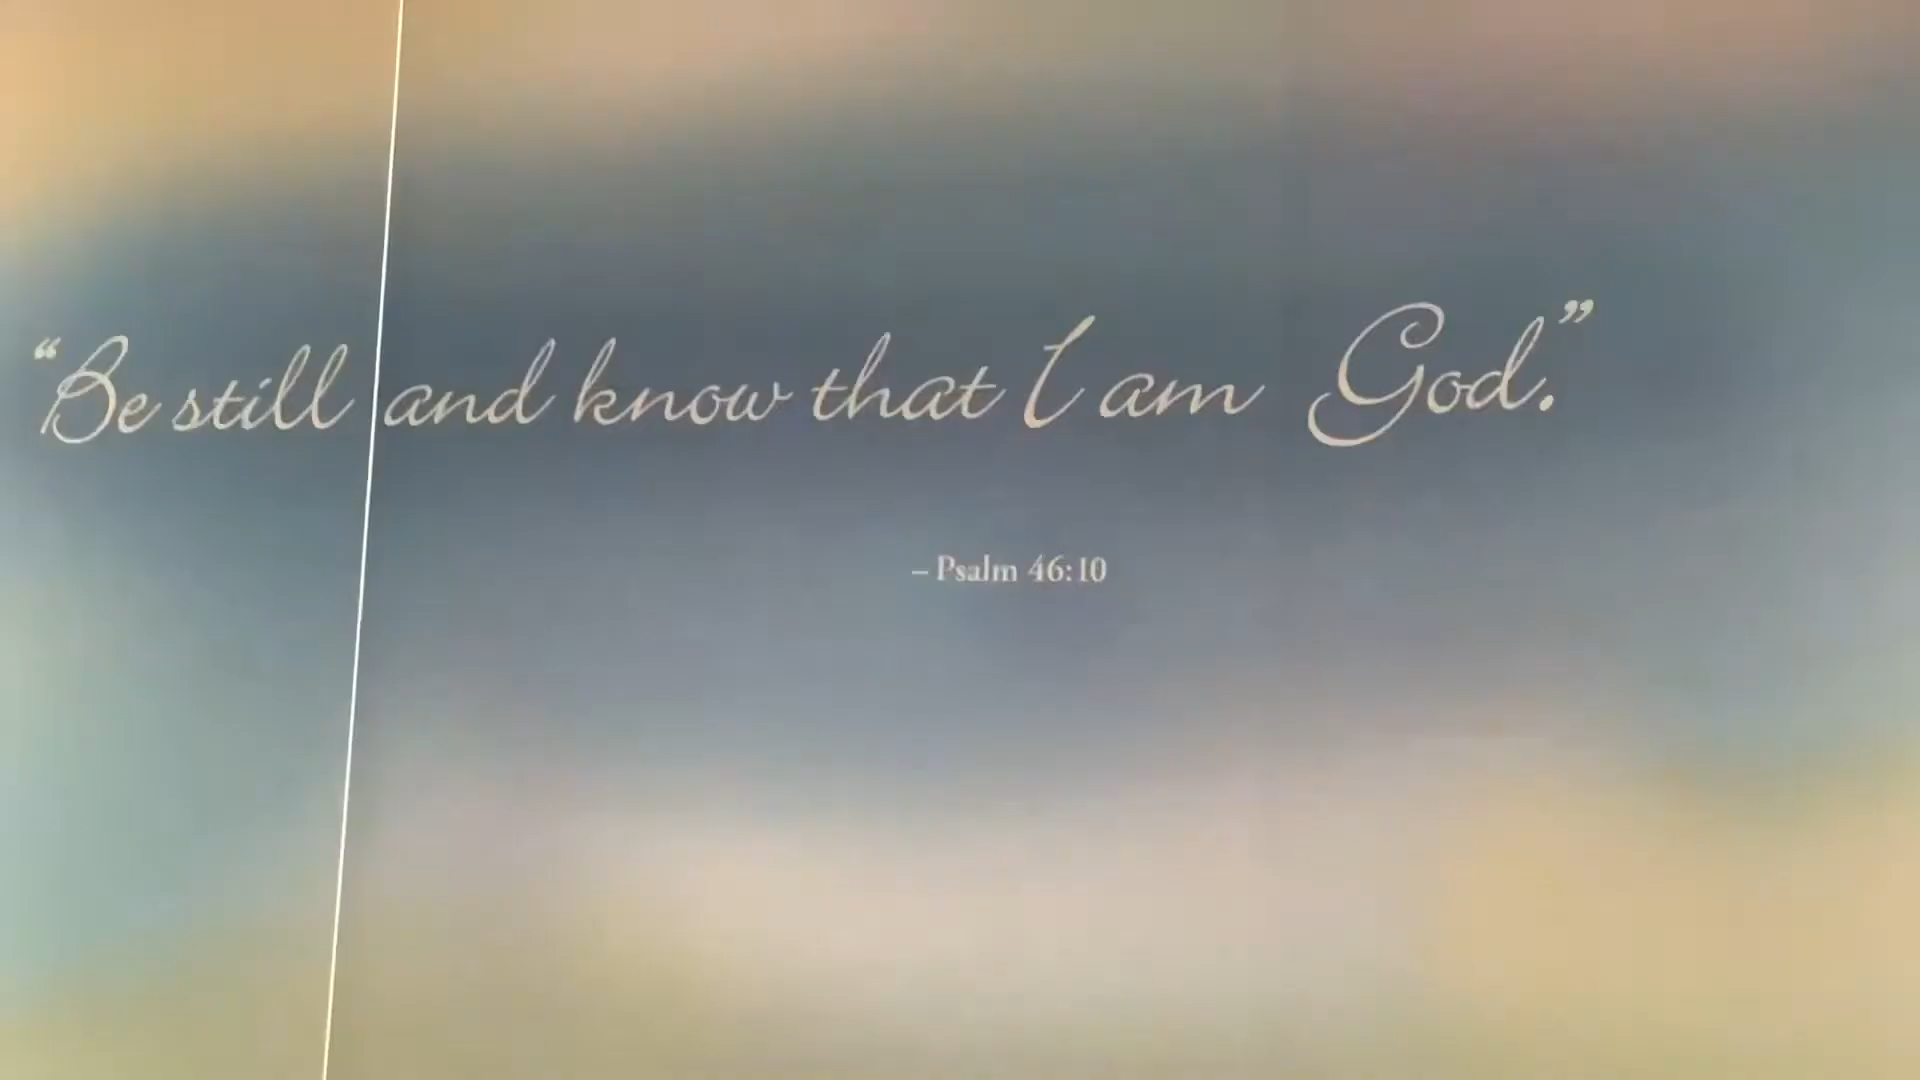 “Be still and know that I am God.”
– Psalm 46:10